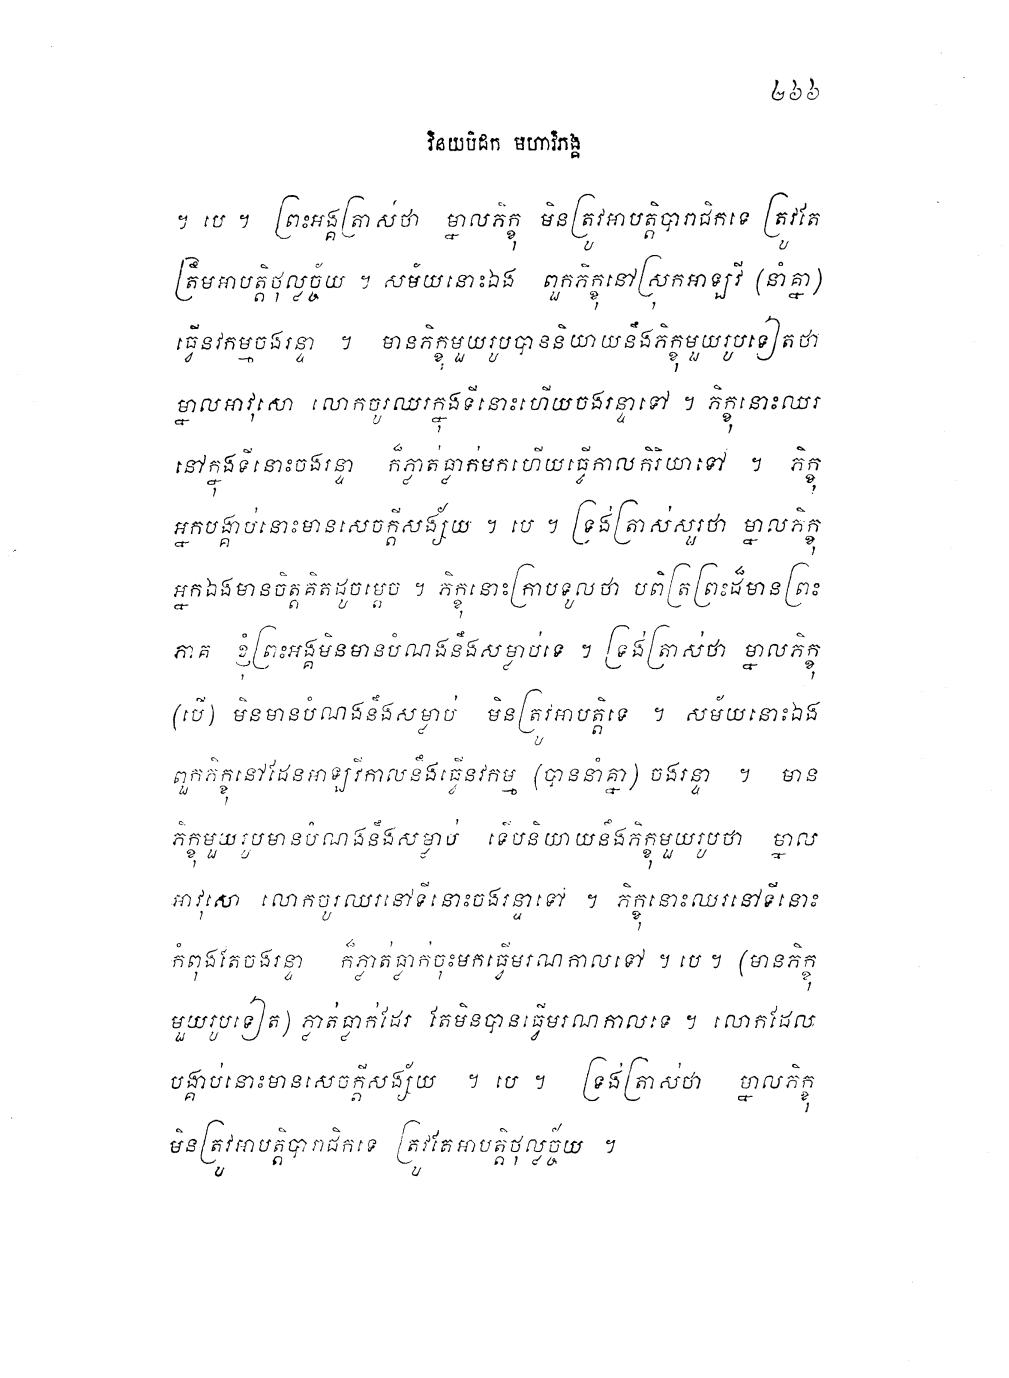 ២៦៦
វិនយបិដក មហាវិភង្គ
។ បេ ។ ព្រះអង្គត្រាស់ថា ម្នាលភិក្ខុ មិនត្រូវអាបត្តិបារាជិកទេ ត្រូវតែ
ត្រឹមអាបត្តិថុល្លច្ច័យ ។ សម័យនោះឯង ពួកភិក្ខុនៅស្រុកអាឡវី (នាំគ្នា)
ធ្វើនវកម្មចងរន្ទា ។ មានភិក្ខុមួយរូបបាននិយាយនឹងភិក្ខុមួយរូបទៀតថា
ម្នាលអាវុសោ លោកចូរឈរក្នុងទីនោះហើយចងរន្ទាទៅ ។ ភិក្ខុនោះឈរ
នៅក្នុងទីនោះចងរន្ទា ក៏ភ្លាត់ធ្លាក់មកហើយធ្វើកាលកិរិយាទៅ ។ ភិក្ខុ
អ្នកបង្គាប់នោះមានសេចក្តីសង្ស័យ ។ បេ ។ ទ្រង់ត្រាស់សួរថា ម្នាលភិក្ខុ
អ្នកឯងមានចិត្តគិតដូចម្តេច ។ ភិក្ខុនោះក្រាបទូលថា បពិត្រព្រះដ៏មានព្រះ
ភាគ ខ្ញុំព្រះអង្គមិនមានបំណងនឹងសម្លាប់ទេ ។ ទ្រង់ត្រាស់ថា ម្នាលភិក្ខុ
(បើ) មិនមានបំណងនឹងសម្លាប់ មិនត្រូវអាបត្តិទេ ។ សម័យនោះឯង
ពួកភិក្ខុនៅដែនអាឡវីកាលនឹងធ្វើនវកម្ម (បាននាំគ្នា) ចងរន្ទា ។ មាន
ភិក្ខុមួយរូបមានបំណងនឹងសម្លាប់ ទើបនិយាយនឹងភិក្ខុមួយរូបថា ម្នាល
អាវុសោ លោកចូរឈរនៅទីនោះចងរន្ទាទៅ ។ ភិក្ខុនោះឈរនៅទីនោះ
កំពុងតែចងរន្ទា ក៏ភ្លាត់ធ្លាក់ចុះមកធ្វើមរណកាលទៅ ។ បេ ។ (មានភិក្ខុ
មួយរូបទៀត) ភ្លាត់ធ្លាក់ដែរ តែមិនបានធ្វើមរណកាលទេ ។ លោកដែល
បង្គាប់នោះមានសេចក្តីសង្ស័យ ។ បេ ។ ទ្រង់ត្រាស់ថា ម្នាលភិក្ខុ
មិនត្រូវអាបត្តិបារាជិកទេ ត្រូវតែអាបត្តិថុល្លច្ច័យ ។